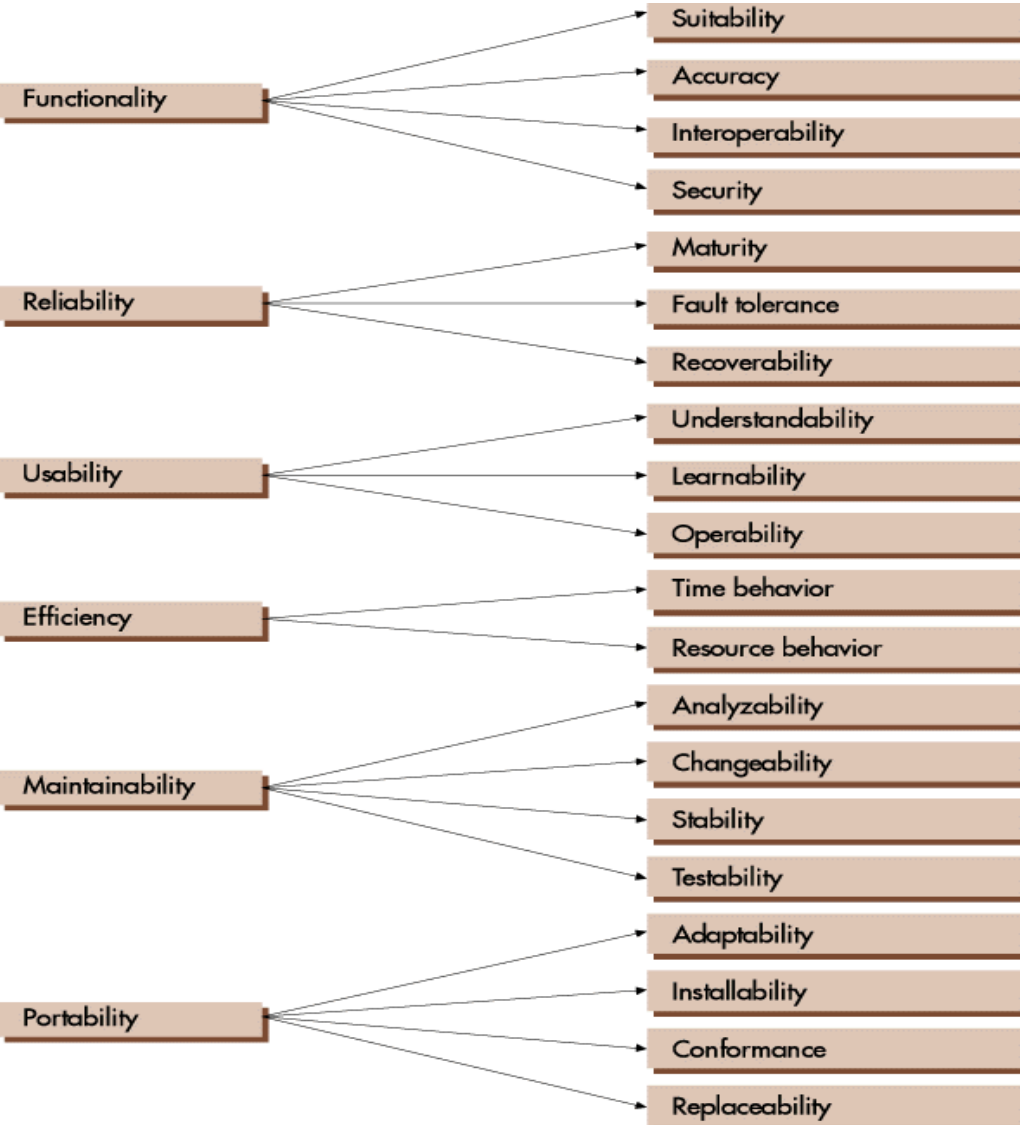 Functionality
Suitability
Accuracy
Interoperability
Security
Reliability
Maturity
Fault tolerance
Recoverability
Usability
Understandability
Learnability
Operability
Efficiency
Time behavior
Resource behavior
Maintainability
Analyzability
Changeability
Stability
Testability
Portability
Adaptability
Installability
Conformance
Replaceability